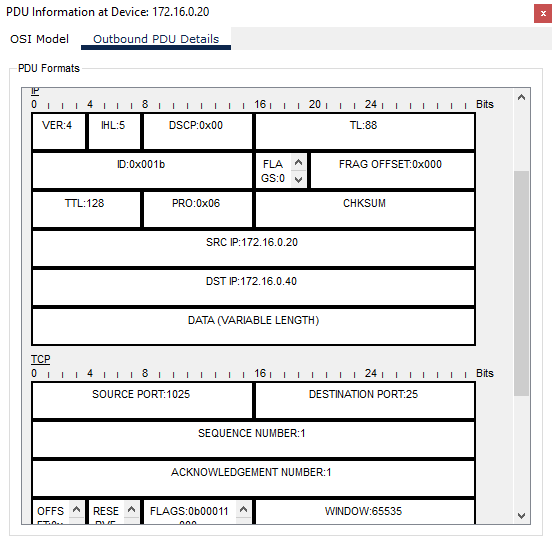 PDU Information at Device: 172.16.0.20
x
OSI Model Outbound PDU Details
PDU Formats
IP
0 4 8 16 20 24 Bits
VER:4 IHL:5 DSCP:0x00 TL:88
ID:0x001b FLA
GS:0 FRAG OFFSET:0x000
TTL:128 PRO:0x06 CHKSUM
SRC IP:172.16.0.20
DST IP:172.16.0.40
DATA (VARIABLE LENGTH)
TCP
0 4 8 16 24 Bits
SOURCE PORT:1025 DESTINATION PORT:25
SEQUENCE NUMBER:1
ACKNOWLEDGEMENT NUMBER:1
OFFS RESE FLAGS:0b00011 WINDOW:65535